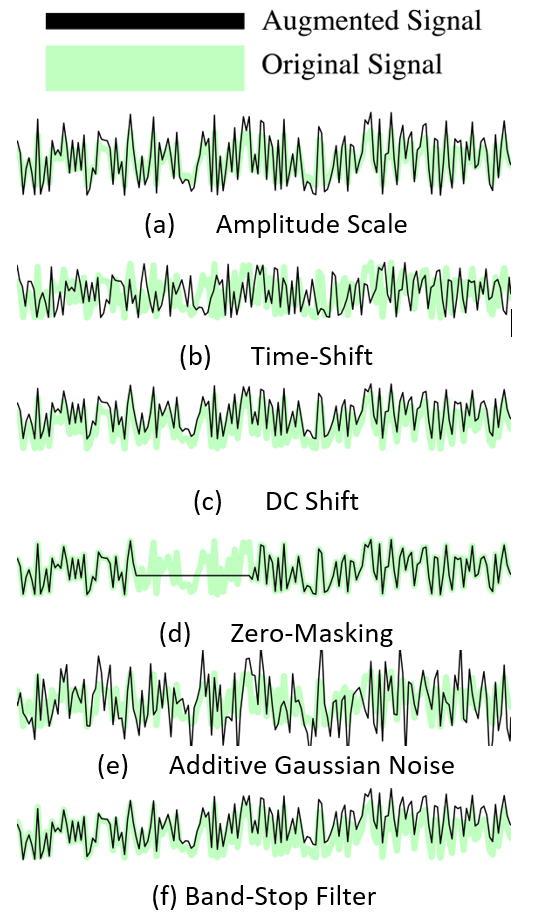 Augmented Signal
Original Signal
(a) Amplitude Scale
(b) Time-Shift
(c) DC Shift
(d) Zero-Masking
(e) Additive Gaussian Noise
(f) Band-Stop Filter